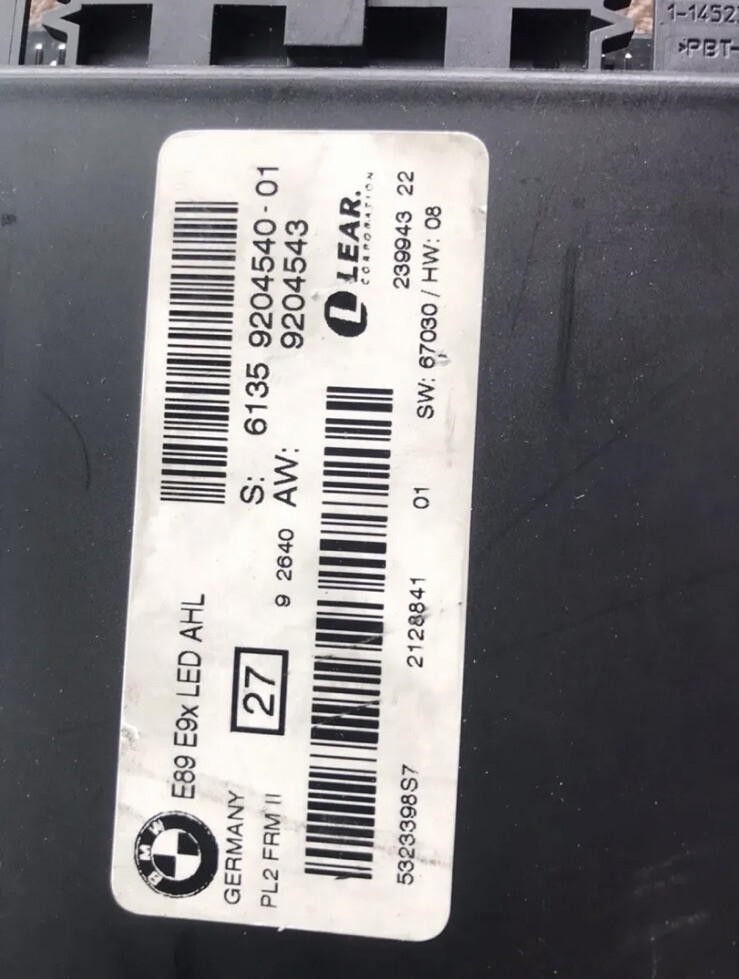 1-1452
PBT-
BMW
E89 E9x LED AHL
GERMANY
PL2 FRM II
27
S: 6135 9204540-01
9 2640 AW: 9204543
L LEAR.
CORPORATION
5323398S7 2128841 01 239943 22
SW: 67030 / HW: 08